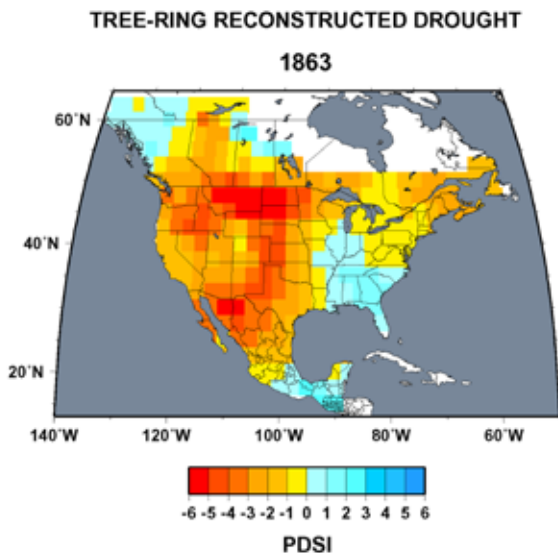 TREE-RING RECONSTRUCTED DROUGHT
1863
60°N
40°N
20°N
140°W 120°W 100°W 80°W 60°W
-6 -5 -4 -3 -2 -1 0 1 2 3 4 5 6
PDSI